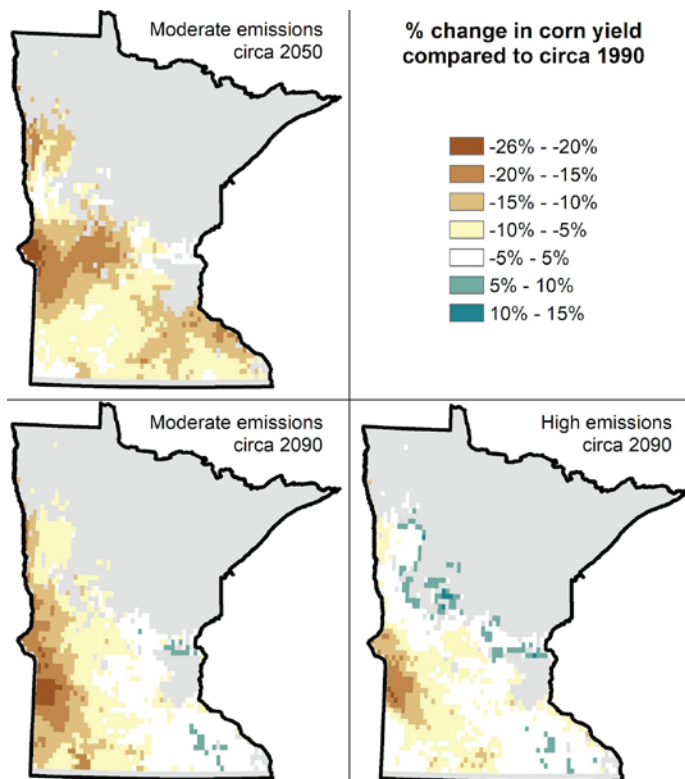 Moderate emissions
circa 2050
% change in corn yield
compared to circa 1990
-26% - -20%
-20% - -15%
-15% - -10%
-10% - -5%
-5% - 5%
5% - 10%
10% - 15%
Moderate emissions
circa 2090
High emissions
circa 2090